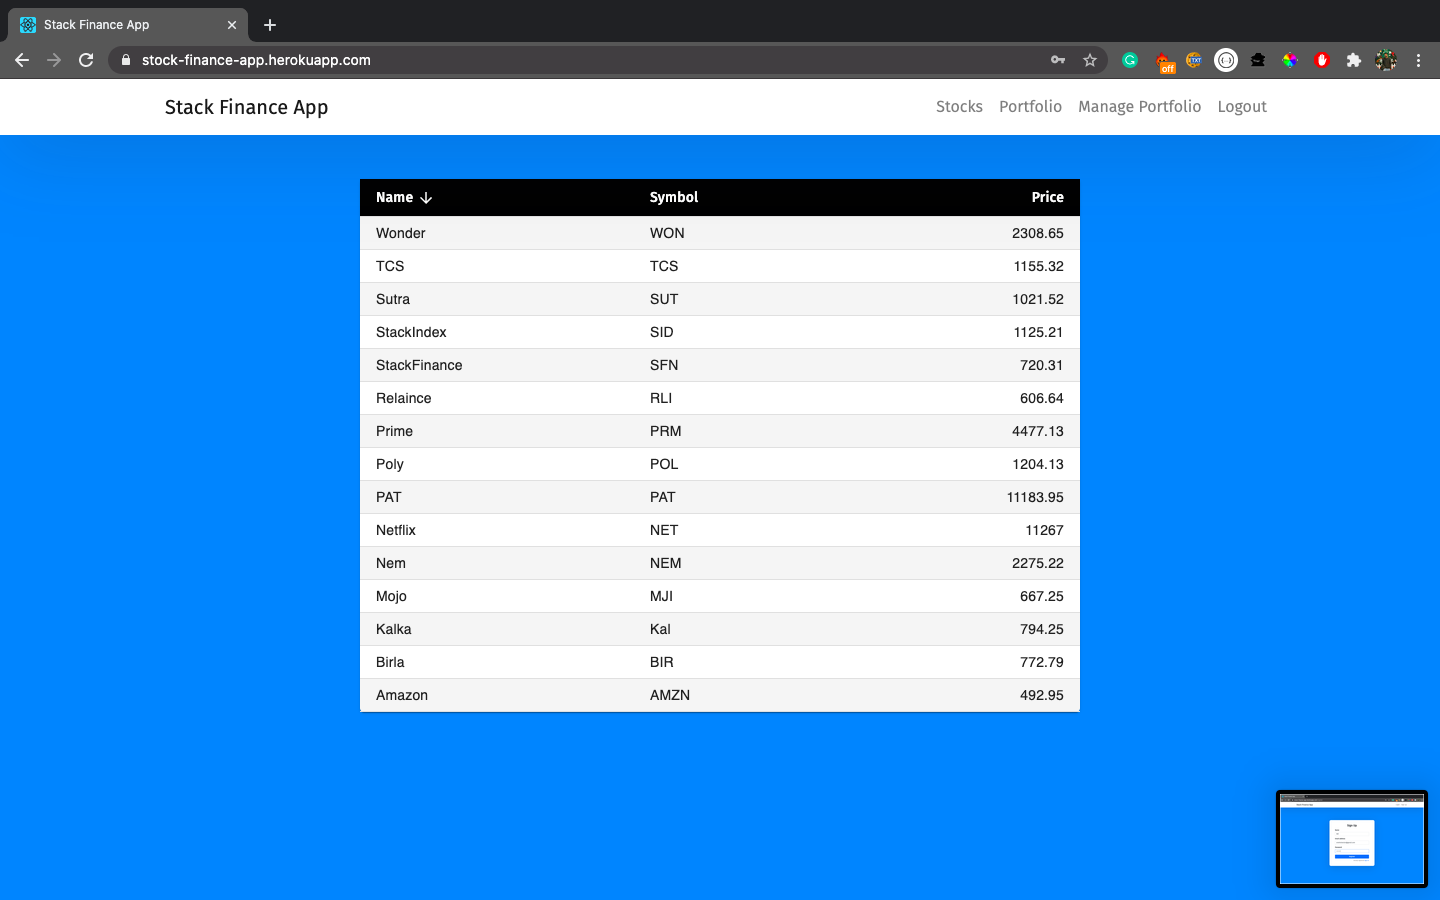 Stack Finance App
stock-finance-app.herokuapp.com
off
TXT
Stack Finance App Stocks Portfolio Manage Portfolio Logout
Name Symbol Price
Wonder WON 2308.65
TCS TCS 1155.32
Sutra SUT 1021.52
StackIndex SID 1125.21
StackFinance SFN 720.31
Relaince RLI 606.64
Prime PRM 4477.13
Poly POL 1204.13
PAT PAT 11183.95
Netflix NET 11267
Nem NEM 2275.22
Mojo MJI 667.25
Kalka Kal 794.25
Birla BIR 772.79
Amazon AMZN 492.95